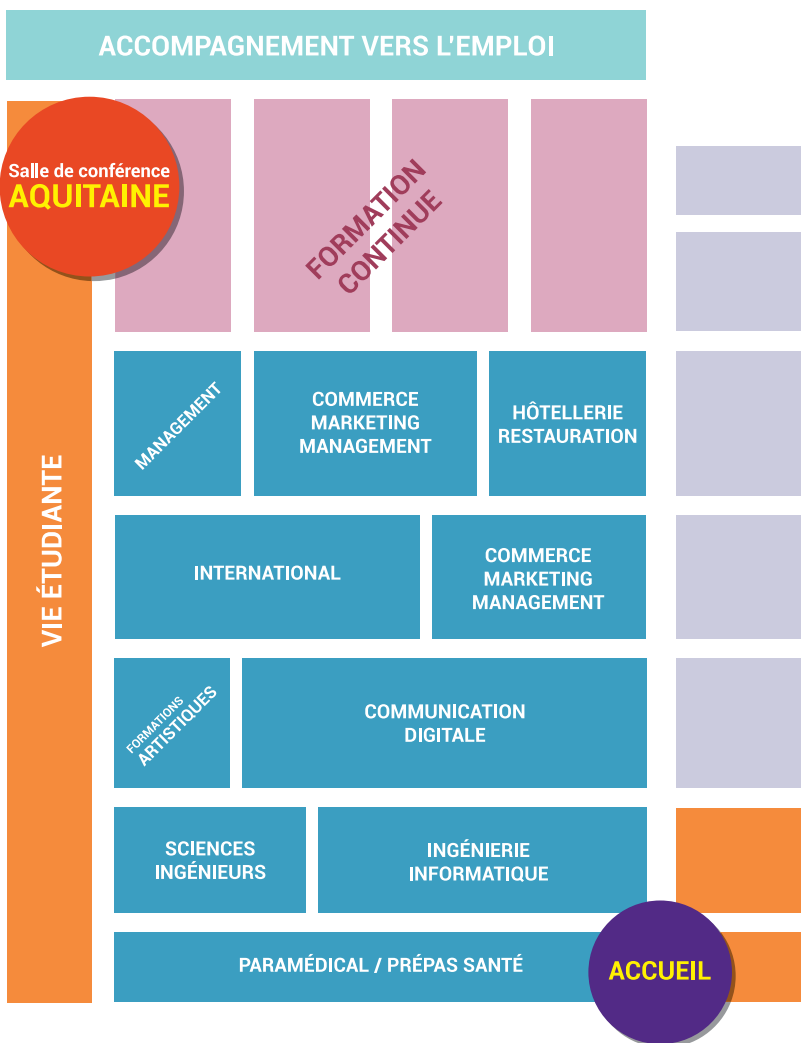 ACCOMPAGNEMENT VERS L'EMPLOI
Salle de conférence
AQUITAINE
FORMATION
CONTINUE
VIE ÉTUDIANTE
MANAGEMENT
COMMERCE
MARKETING
MANAGEMENT
HÔTELLERIE
RESTAURATION
INTERNATIONAL
COMMERCE
MARKETING
MANAGEMENT
FORMATIONS
ARTISTIQUES
COMMUNICATION
DIGITALE
SCIENCES
INGÉNIEURS
INGÉNIERIE
INFORMATIQUE
PARAMÉDICAL / PRÉPAS SANTÉ
ACCUEIL